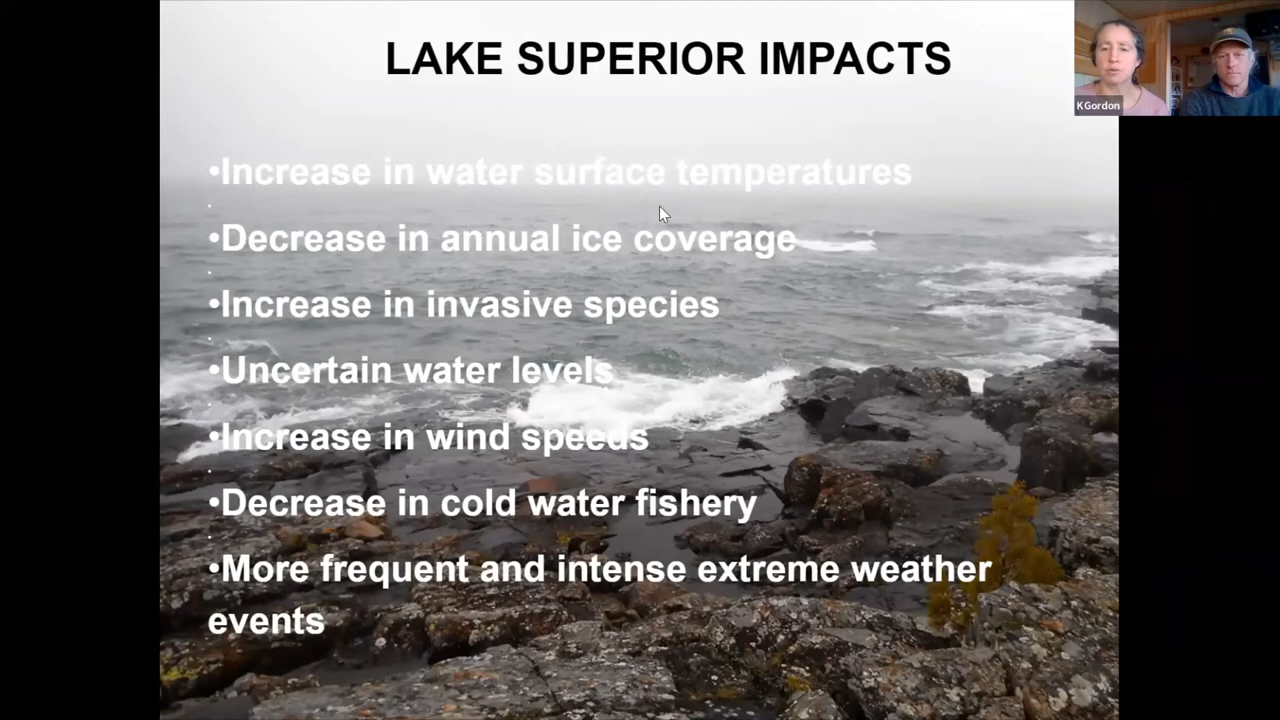 LAKE SUPERIOR IMPACTS
KGordon
•Increase in water surface temperatures
•Decrease in annual ice coverage
•Increase in invasive species
•Uncertain water levels
•Increase in wind speeds
•Decrease in cold water fishery
•More frequent and intense extreme weather
events